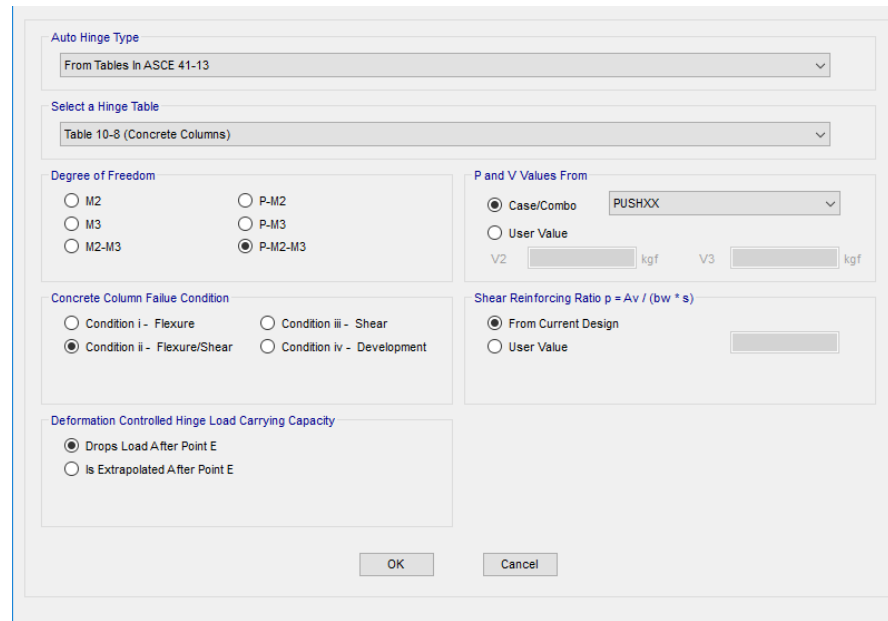 Auto Hinge Type
From Tables In ASCE 41-13
Select a Hinge Table
Table 10-8 (Concrete Columns)
Degree of Freedom
M2
P-M2
M3
P-M3
M2-M3
P-M2-M3
P and V Values From
Case/Combo
PUSHXX
User Value
V2
kgf
V3
kgf
Concrete Column Failue Condition
Condition i - Flexure
Condition iii - Shear
Condition ii - Flexure/Shear
Condition iv - Development
Shear Reinforcing Ratio p = Av / (bw * s)
From Current Design
User Value
Deformation Controlled Hinge Load Carrying Capacity
Drops Load After Point E
Is Extrapolated After Point E
OK
Cancel